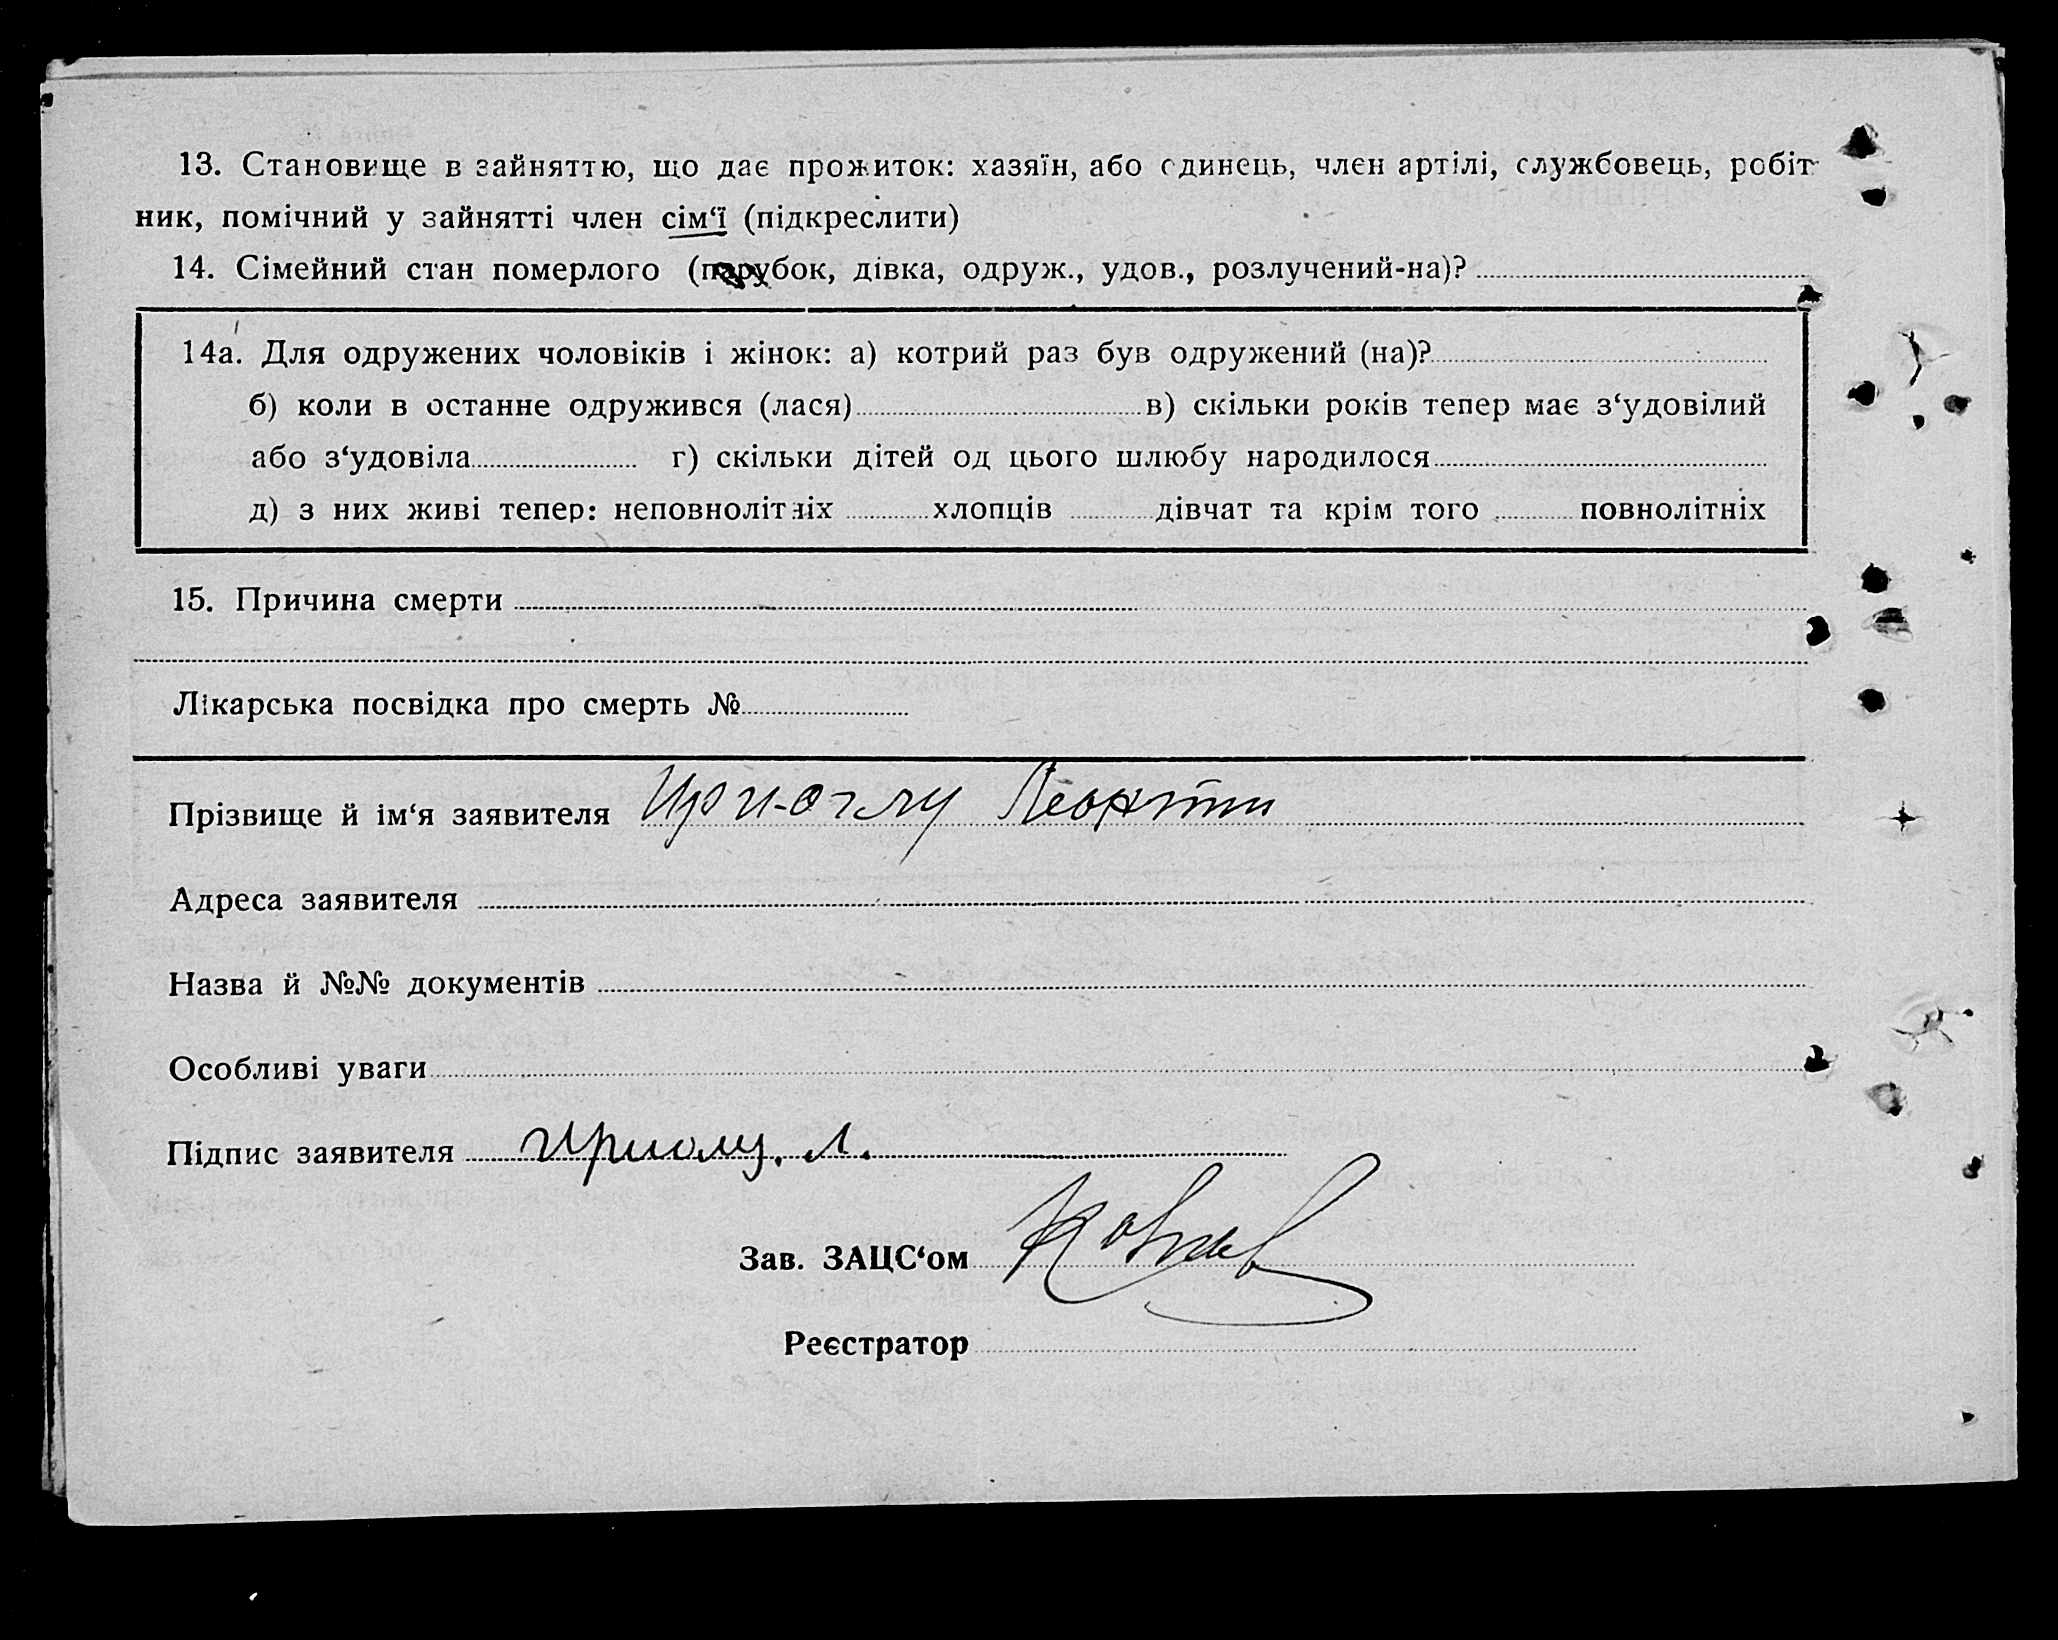 13. Становище в зайняттю, що дає прожиток: хазяїн, або єдинець, член артілі, службовець, робіт-
ник, помічний у зайнятті член сім‘ї (підкреслити)
14. Сімейний стан померлого (парубок, дівка, одруж., удов., розлучений-на)?
14а. Для одружених чоловіків і жінок: а) котрий раз був одружений (на)?
б) коли в останне одружився (лася) в) скільки років тепер має з‘удовілий
або з‘удовіла г) скільки дітей од цього шлюбу народилося
д) з них живі тепер: неповнолітніх хлопців дівчат та крім того повнолітніх
15. Причина смерти
Лікарська посвідка про смерть №
Прізвище й ім‘я заявителя Ири-оглу Леонтти
Адреса заявителя
Назва й №№ документів
Особливі уваги
Підпис заявителя Л.
Зав. ЗАЦС‘ом
Реєстратор